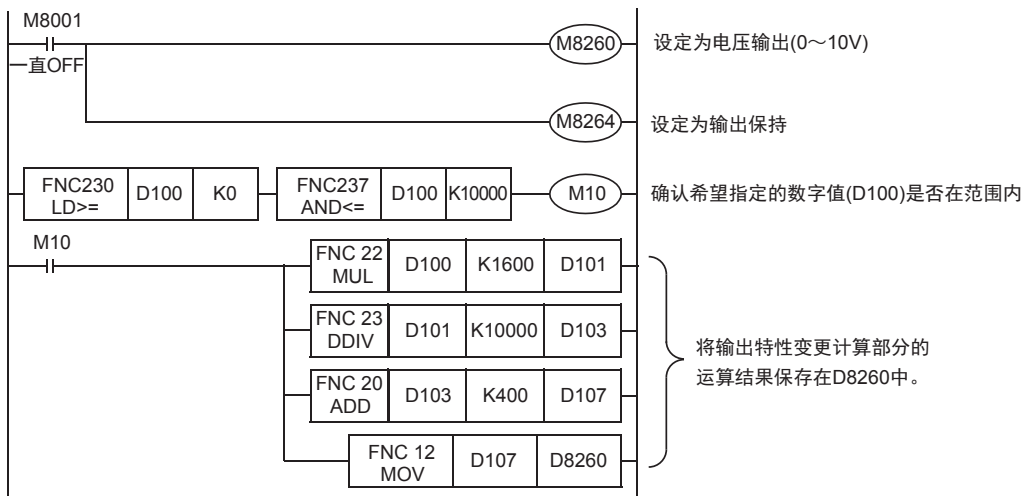 M8001
一直OFF
M8260
设定为电压输出(0～10V)
M8264
设定为输出保持
FNC230
LD>=
D100
K0
FNC237
AND<=
D100
K10000
M10
确认希望指定的数字值(D100)是否在范围内
M10
FNC 22
MUL
D100
K1600
D101
FNC 23
DDIV
D101
K10000
D103
FNC 20
ADD
D103
K400
D107
FNC 12
MOV
D107
D8260
将输出特性变更计算部分的
运算结果保存在D8260中。